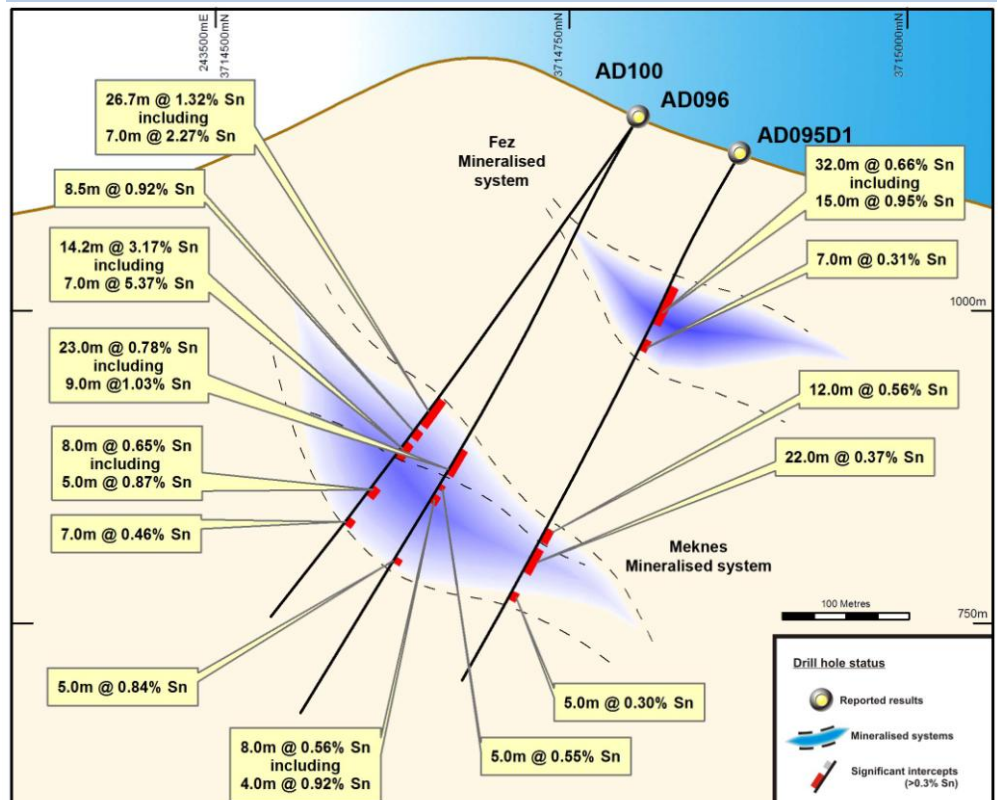 243500mE
3714500mN
3714750mN
3715000mN
AD100
AD096
AD095D1
26.7m @ 1.32% Sn
including
7.0m @ 2.27% Sn
Fez
Mineralised
system
32.0m @ 0.66% Sn
including
15.0m @ 0.95% Sn
8.5m @ 0.92% Sn
14.2m @ 3.17% Sn
including
7.0m @ 5.37% Sn
7.0m @ 0.31% Sn
1000m
23.0m @ 0.78% Sn
including
9.0m @1.03% Sn
12.0m @ 0.56% Sn
8.0m @ 0.65% Sn
including
5.0m @ 0.87% Sn
22.0m @ 0.37% Sn
7.0m @ 0.46% Sn
Meknes
Mineralised system
100 Metres
750m
5.0m @ 0.84% Sn
5.0m @ 0.30% Sn
8.0m @ 0.56% Sn
including
4.0m @ 0.92% Sn
5.0m @ 0.55% Sn
Drill hole status
Reported results
Mineralised systems
Significant intercepts
(>0.3% Sn)